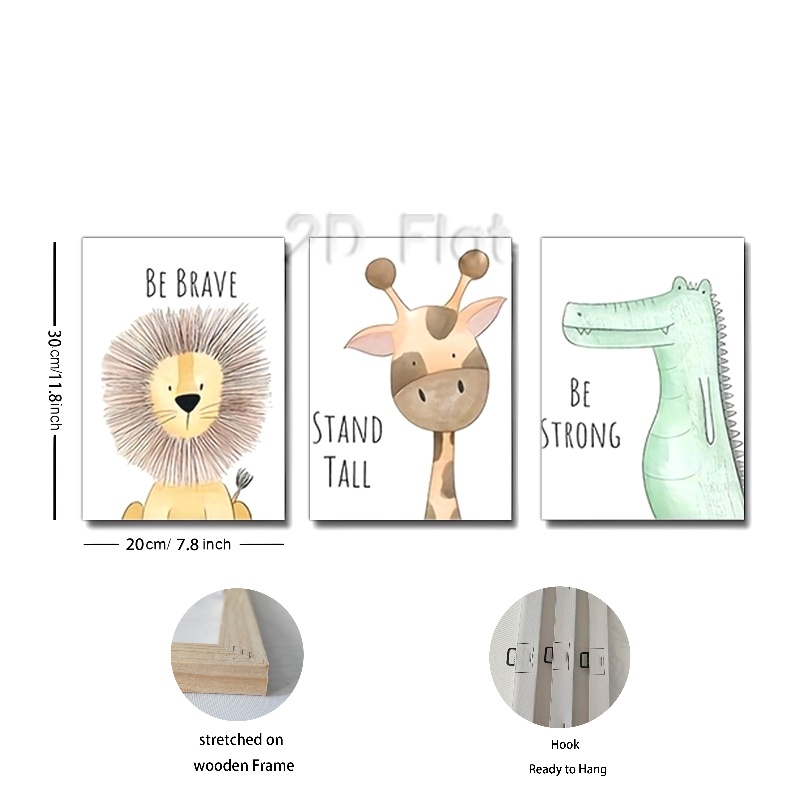 2D Flat
BE BRAVE
STAND
TALL
BE
STRONG
30cm/11.8inch
20cm/ 7.8 inch
stretched on
wooden Frame
Hook
Ready to Hang